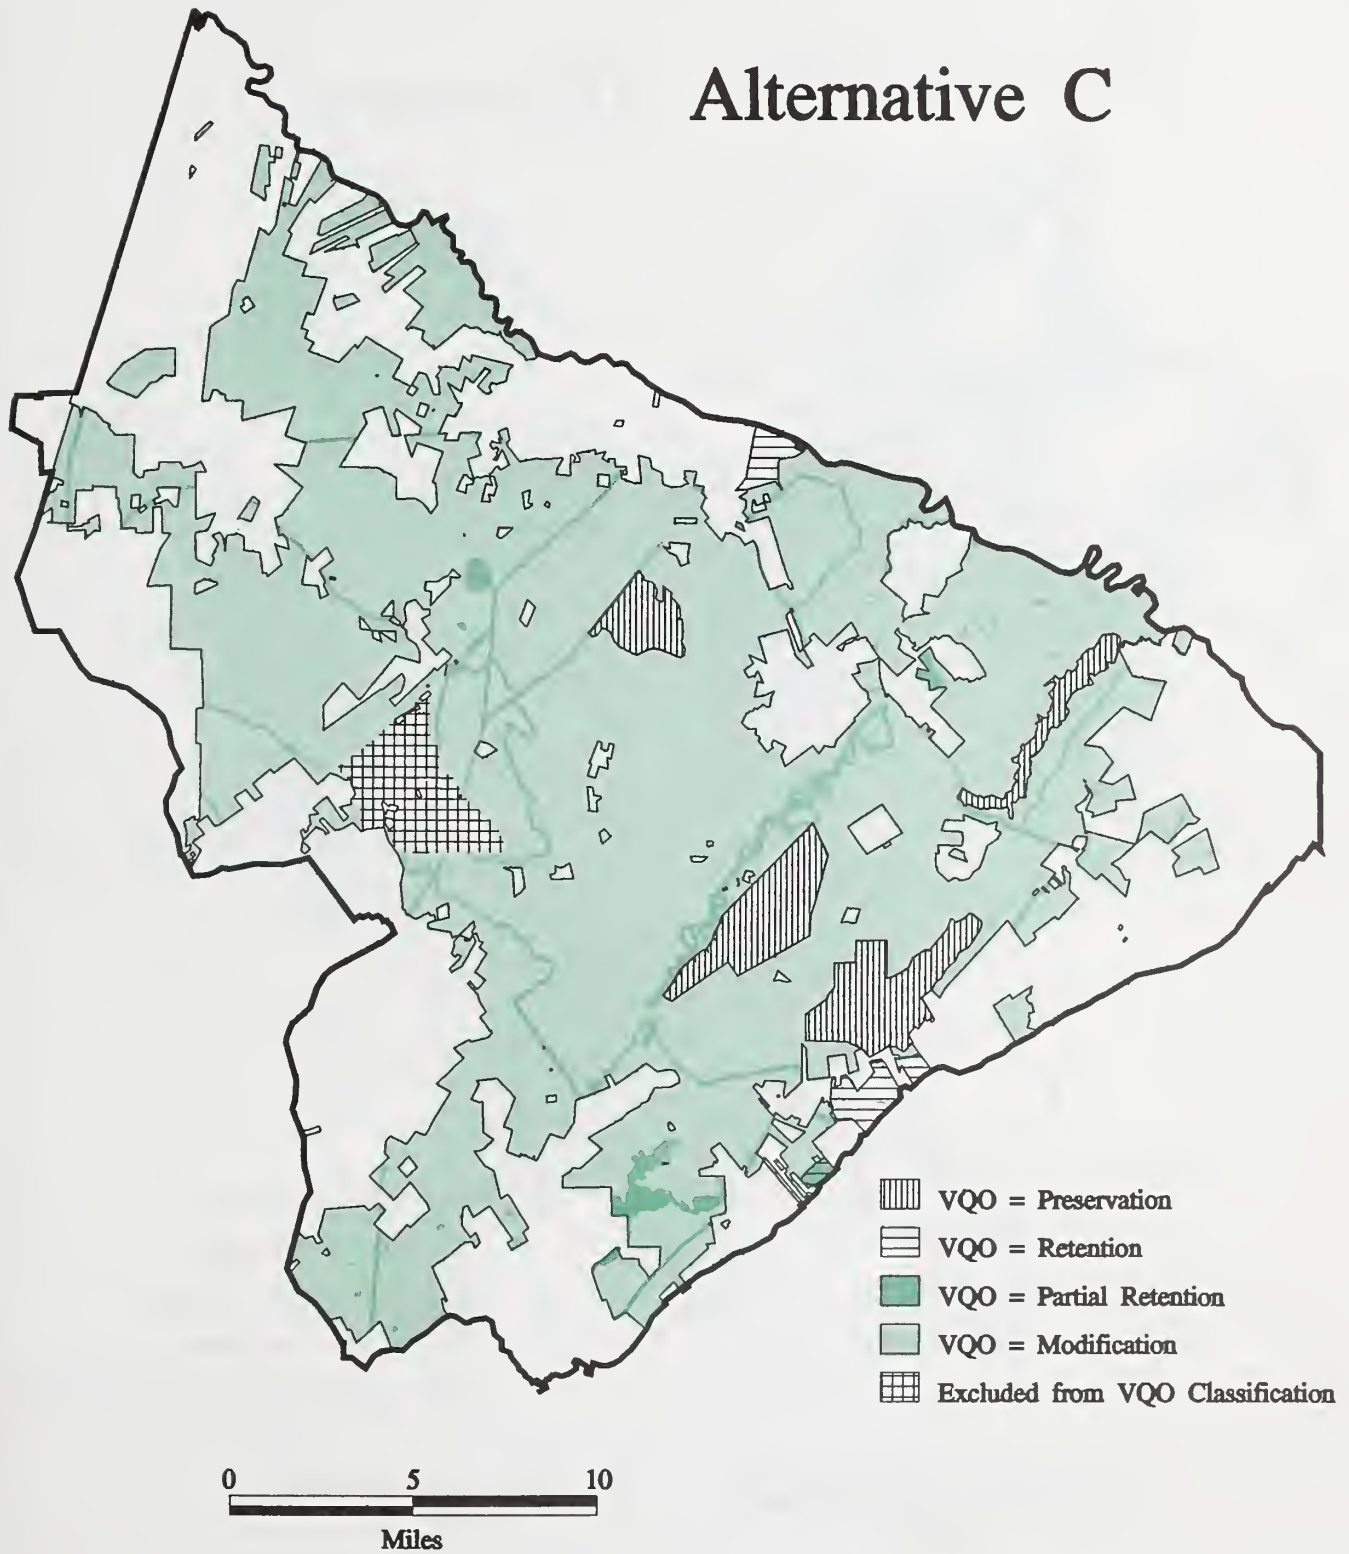 Alternative C
VQO = Preservation
VQO = Retention
VQO = Partial Retention
VQO = Modification
Excluded from VQO Classification
0 5 10
Miles